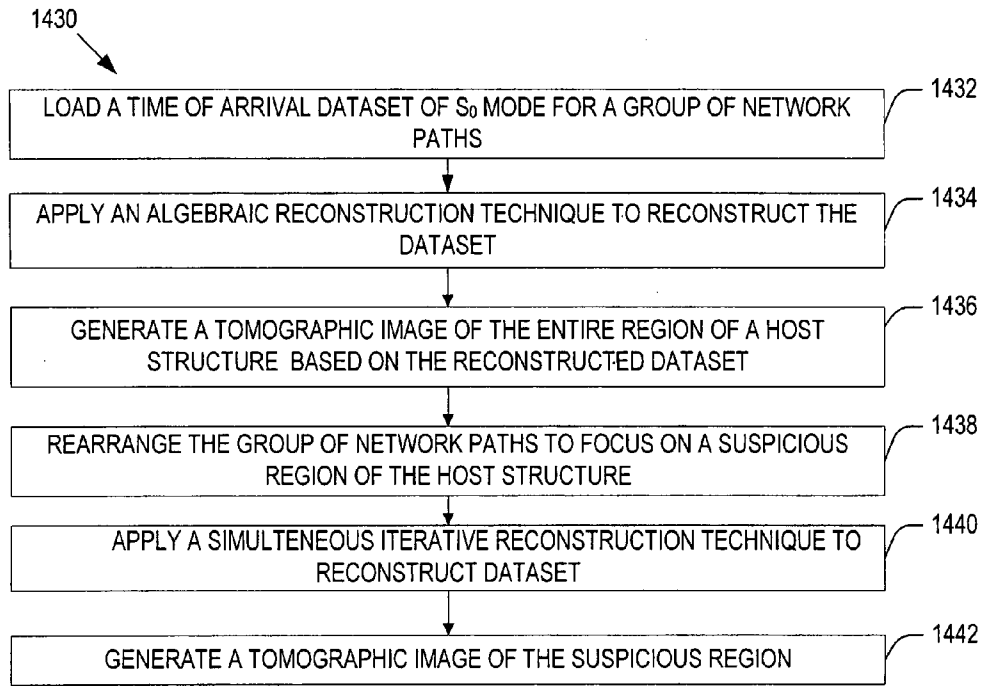 1430
LOAD A TIME OF ARRIVAL DATASET OF S₀ MODE FOR A GROUP OF NETWORK
PATHS
1432
APPLY AN ALGEBRAIC RECONSTRUCTION TECHNIQUE TO RECONSTRUCT THE
DATASET
1434
GENERATE A TOMOGRAPHIC IMAGE OF THE ENTIRE REGION OF A HOST
STRUCTURE BASED ON THE RECONSTRUCTED DATASET
1436
REARRANGE THE GROUP OF NETWORK PATHS TO FOCUS ON A SUSPICIOUS
REGION OF THE HOST STRUCTURE
1438
APPLY A SIMULTENEOUS ITERATIVE RECONSTRUCTION TECHNIQUE TO
RECONSTRUCT DATASET
1440
GENERATE A TOMOGRAPHIC IMAGE OF THE SUSPICIOUS REGION
1442